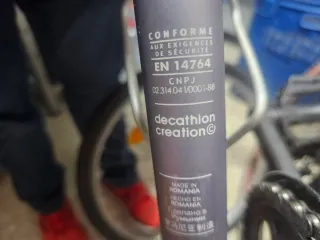 CONFORME
AUX EXIGENCES
DE SÉCURITÉ
EN 14764
CNPJ
02.314.041/0001-88
decathlon
creation©
MADE IN
ROMANIA
HECHO EN
RUMANIA